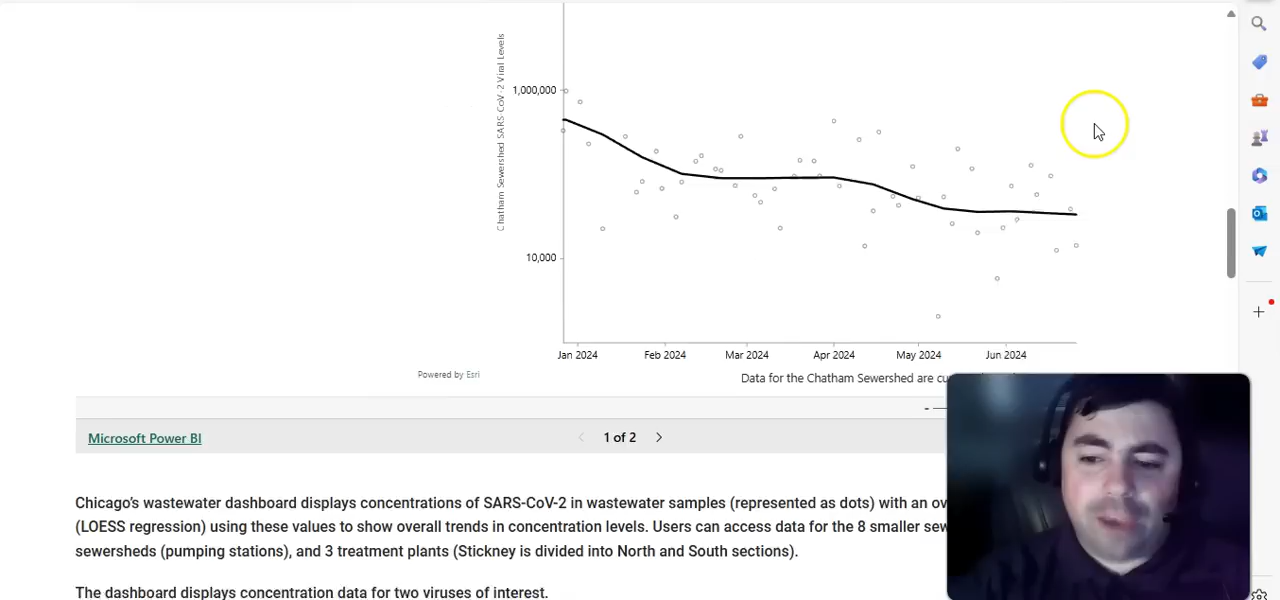 Chatham Sewershed SARS-CoV-2 Viral Levels
1,000,000
10,000
Jan 2024 Feb 2024 Mar 2024 Apr 2024 May 2024 Jun 2024
Powered by Esri
Data for the Chatham Sewershed are
Microsoft Power BI
1 of 2
Chicago's wastewater dashboard displays concentrations of SARS-CoV-2 in wastewater samples (represented as dots) with an
(LOESS regression) using these values to show overall trends in concentration levels. Users can access data for the 8 smaller
sewersheds (pumping stations), and 3 treatment plants (Stickney is divided into North and South sections).
The dashboard displays concentration data for two viruses of interest.